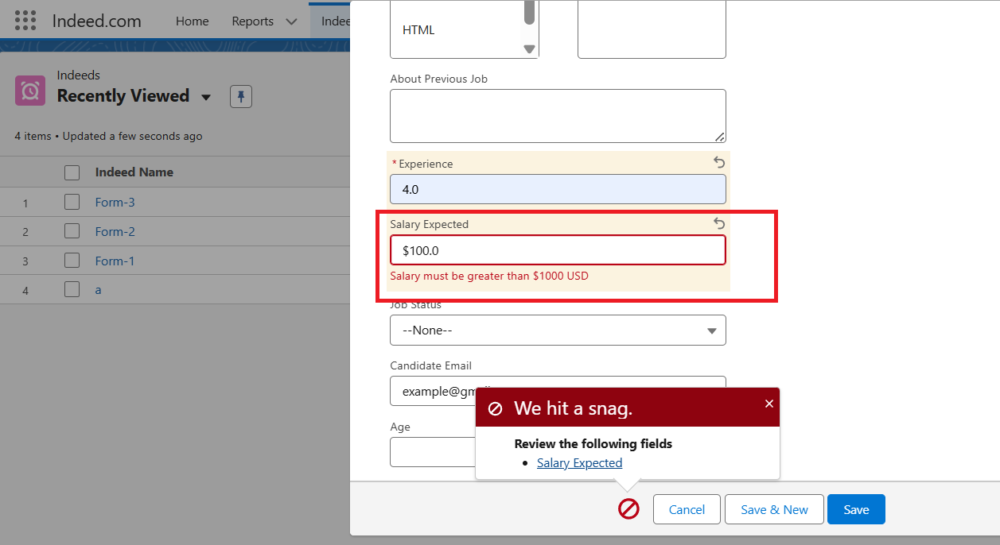 Indeed.com
Home
Reports
Indee
Indeeds
Recently Viewed
4 items • Updated a few seconds ago
Indeed Name
1 Form-3
2 Form-2
3 Form-1
4 a
HTML
About Previous Job
* Experience
4.0
Salary Expected
$100.0
Salary must be greater than $1000 USD
Job Status
--None--
Candidate Email
example@gm
Age
We hit a snag.
Review the following fields
• Salary Expected
Cancel
Save & New
Save